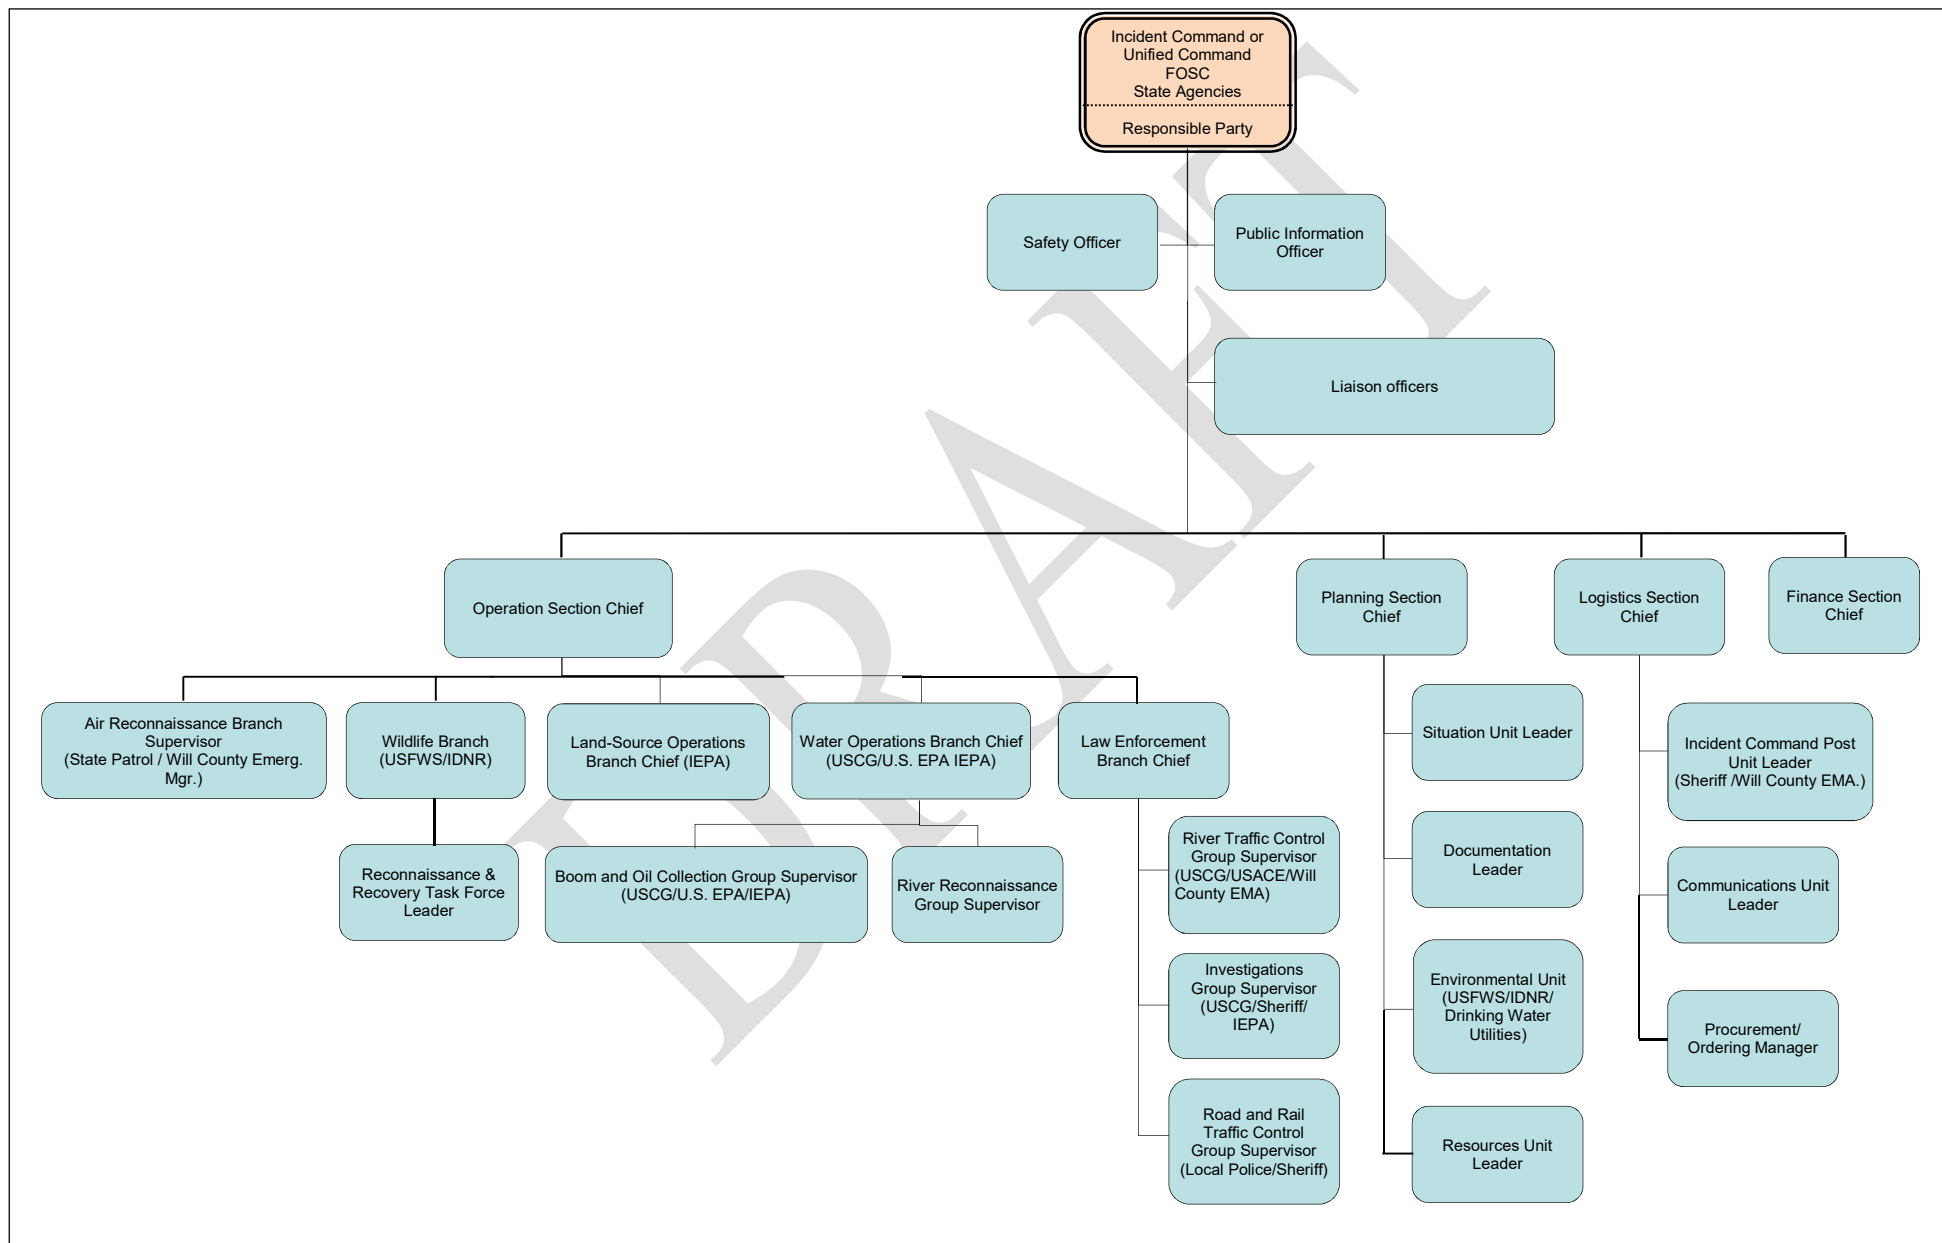 Incident Command or
Unified Command
FOSC
State Agencies
Responsible Party
Safety Officer
Public Information
Officer
Liaison officers
Operation Section Chief
Planning Section
Chief
Logistics Section
Chief
Finance Section
Chief
Air Reconnaissance Branch
Supervisor
(State Patrol / Will County Emerg.
Mgr.)
Wildlife Branch
(USFWS/IDNR)
Land-Source Operations
Branch Chief (IEPA)
Water Operations Branch Chief
(USCG/U.S. EPA IEPA)
Law Enforcement
Branch Chief
Reconnaissance &
Recovery Task Force
Leader
Boom and Oil Collection Group Supervisor
(USCG/U.S. EPA/IEPA)
River Reconnaissance
Group Supervisor
River Traffic Control
Group Supervisor
(USCG/USACE/Will
County EMA)
Investigations
Group Supervisor
(USCG/Sheriff/
IEPA)
Road and Rail
Traffic Control
Group Supervisor
(Local Police/Sheriff)
Situation Unit Leader
Documentation
Leader
Environmental Unit
(USFWS/IDNR/
Drinking Water
Utilities)
Resources Unit
Leader
Incident Command Post
Unit Leader
(Sheriff /Will County EMA.)
Communications Unit
Leader
Procurement/
Ordering Manager
DRAFT